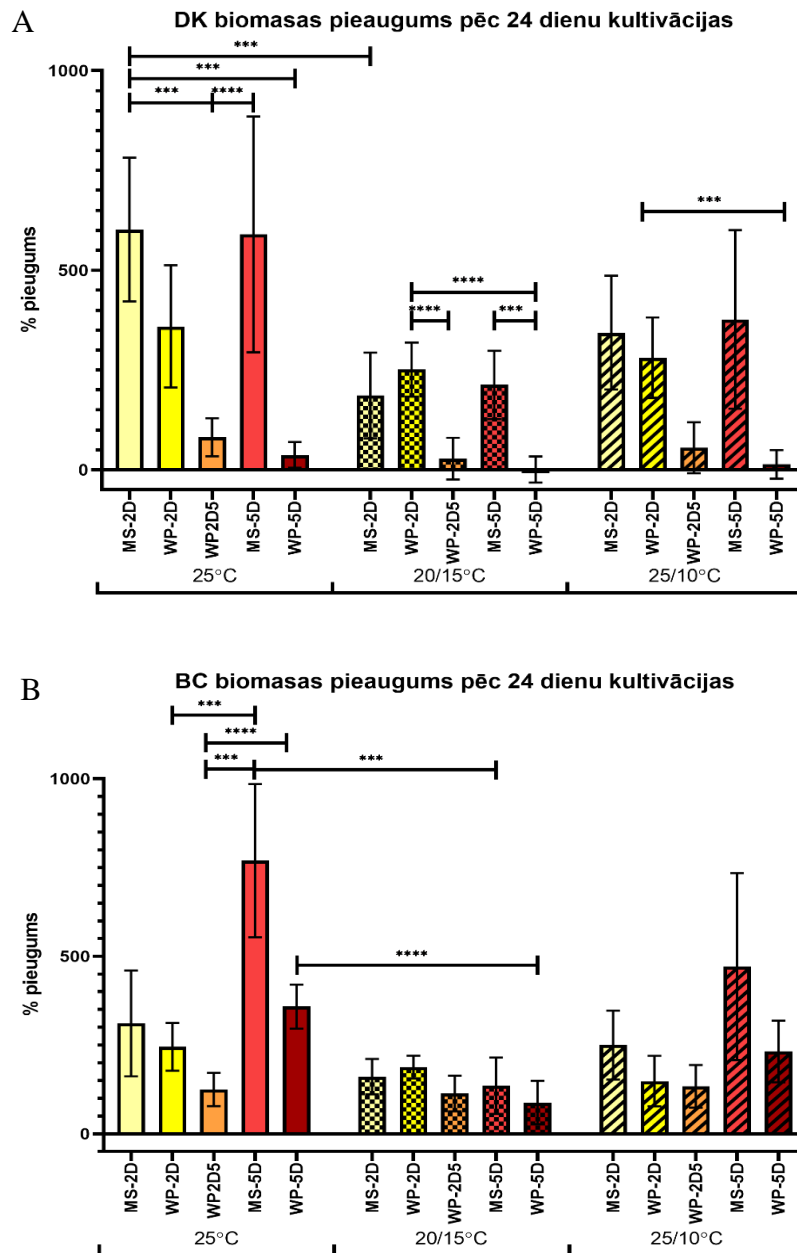 A
DK biomasas pieaugums pēc 24 dienu kultivācijas
***
***
*** ****
***
****
**** ***
1000
500
0
% pieugums
MS-2D WP-2D WP2D5 MS-5D WP-5D MS-2D WP-2D WP-2D5 MS-5D WP-5D MS-2D WP-2D WP-2D5 MS-5D WP-5D
25°C 20/15°C 25/10°C
B
BC biomasas pieaugums pēc 24 dienu kultivācijas
***
****
*** ***
****
1000
500
0
% pieugums
MS-2D WP-2D WP2D5 MS-5D WP-5D MS-2D WP-2D WP-2D5 MS-5D WP-5D MS-2D WP-2D WP-2D5 MS-5D WP-5D
25°C 20/15°C 25/10°C